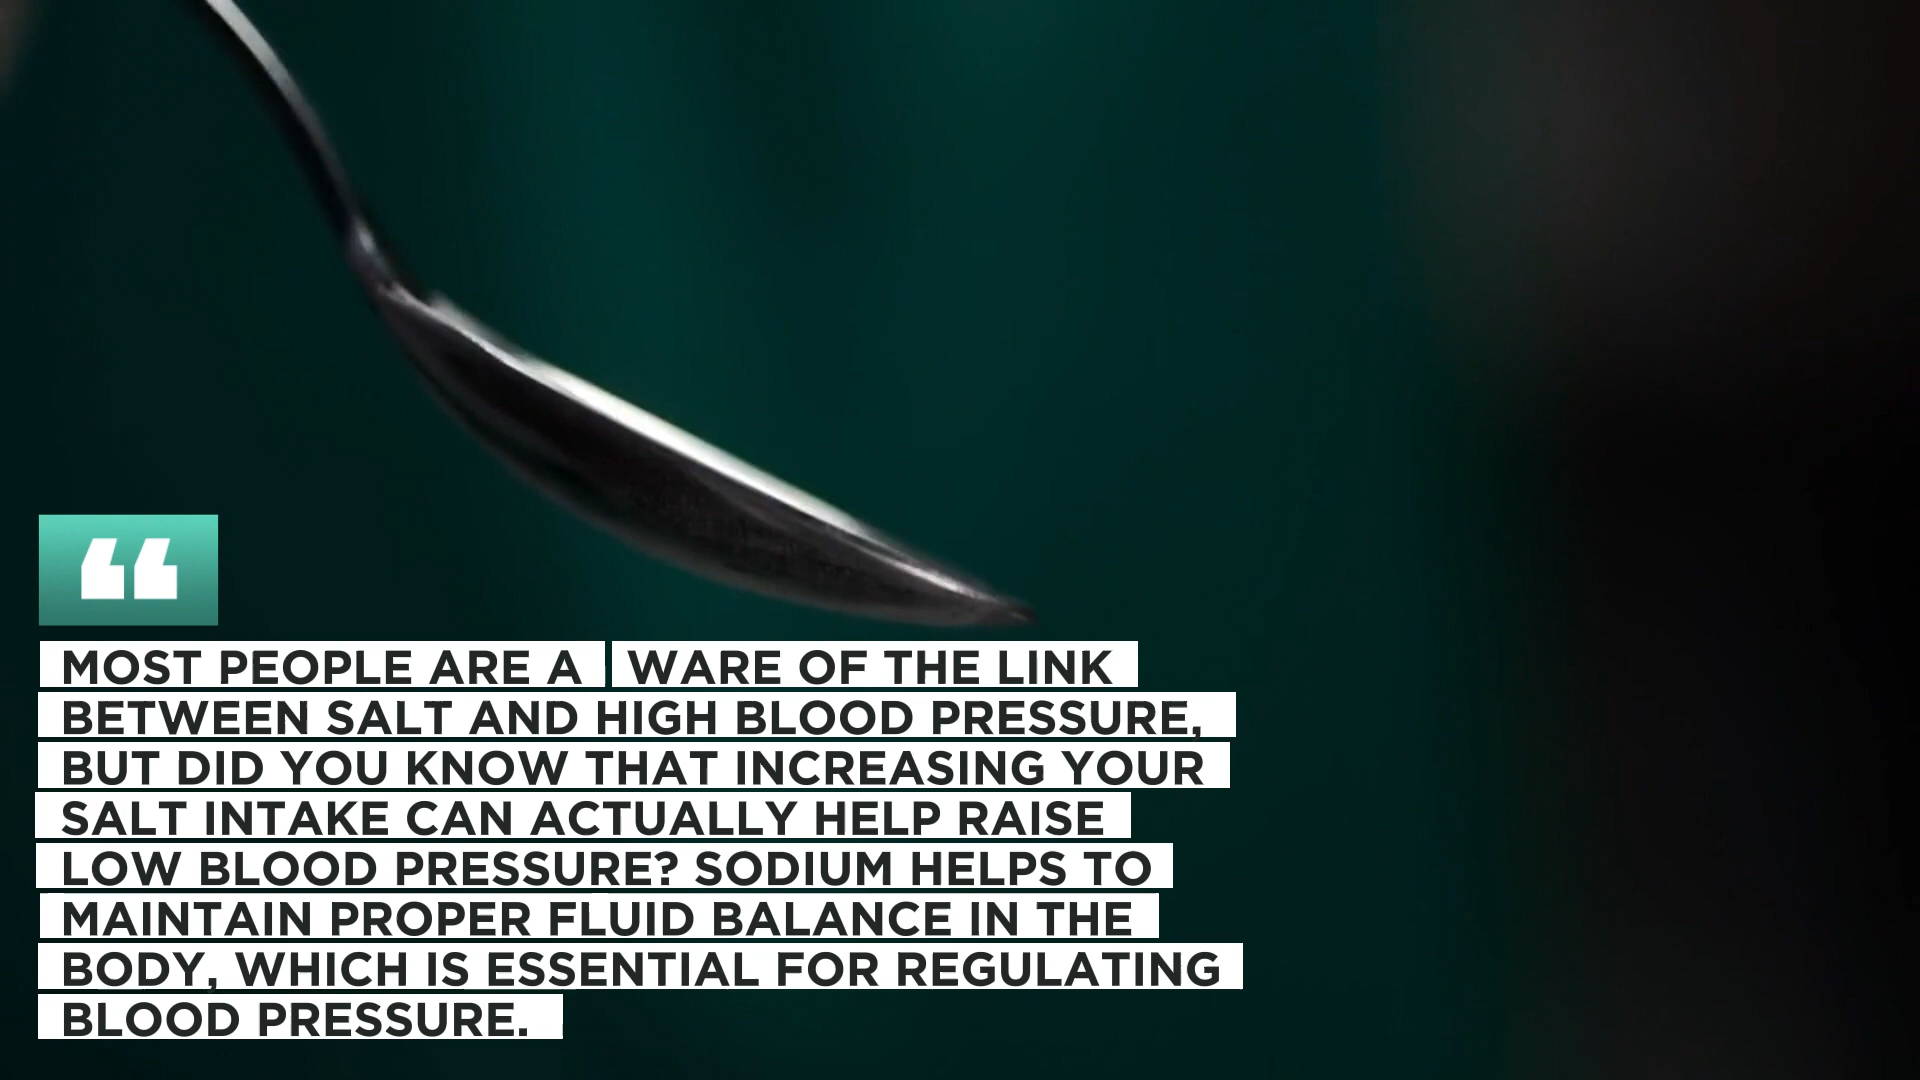 “
MOST PEOPLE ARE A WARE OF THE LINK
BETWEEN SALT AND HIGH BLOOD PRESSURE,
BUT DID YOU KNOW THAT INCREASING YOUR
SALT INTAKE CAN ACTUALLY HELP RAISE
LOW BLOOD PRESSURE? SODIUM HELPS TO
MAINTAIN PROPER FLUID BALANCE IN THE
BODY, WHICH IS ESSENTIAL FOR REGULATING
BLOOD PRESSURE.